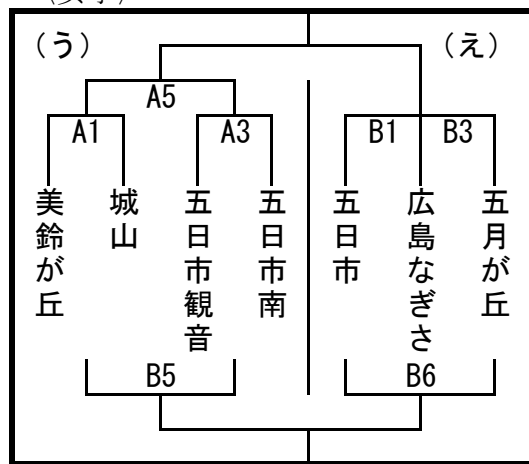 (う)
(え)
A5
A1
A3
B1
B3
美鈴が丘
城山
五日市観音
五日市南
五日市
広島なぎさ
五月が丘
B5
B6